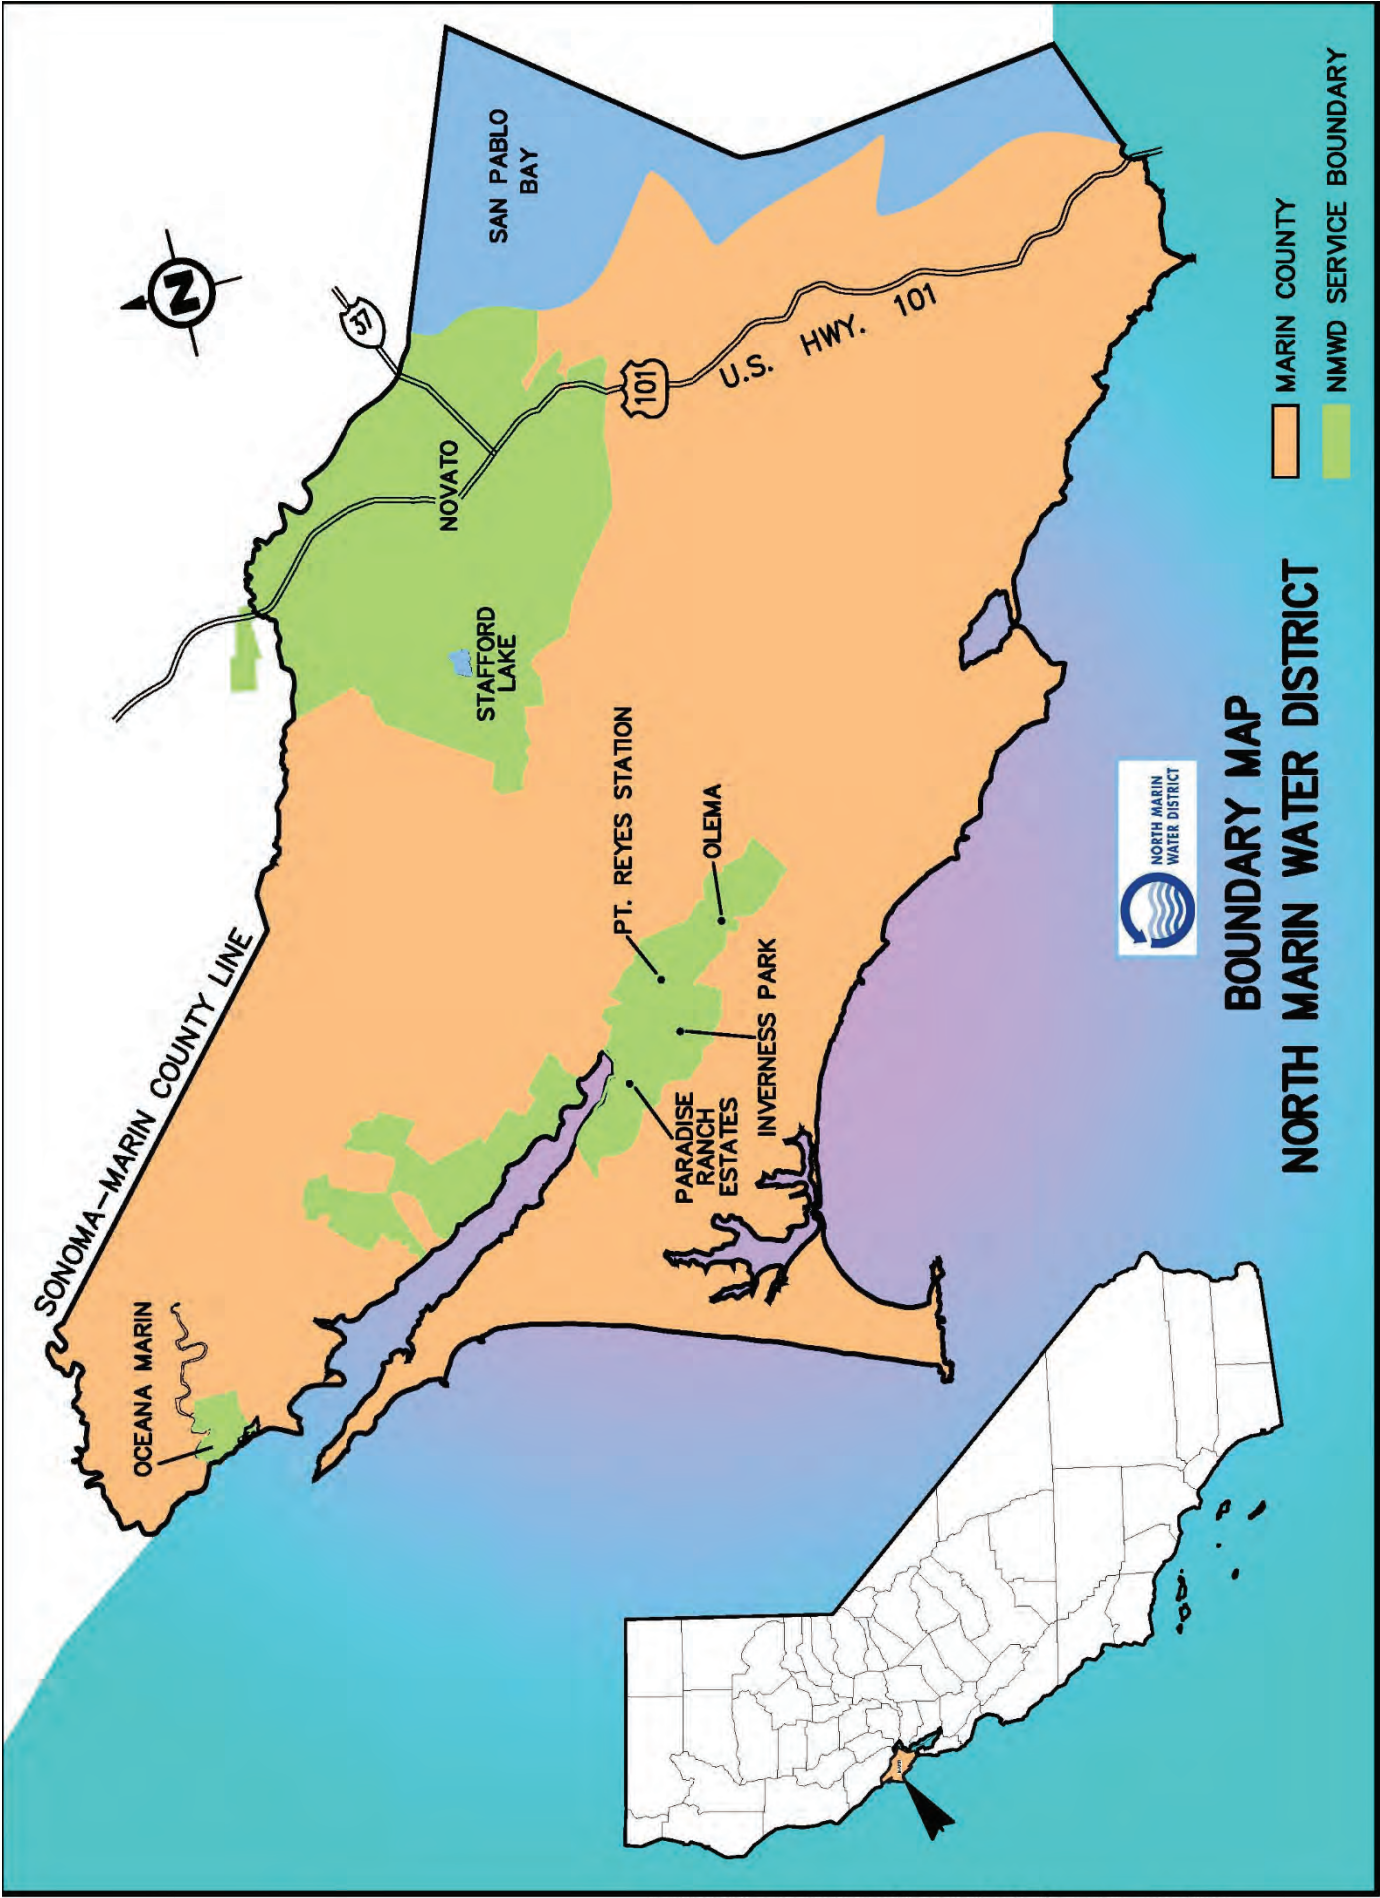 SONOMA-MARIN COUNTY LINE
OCEANA MARIN
N
37
SAN PABLO
BAY
NOVATO
STAFFORD
LAKE
101
U.S. HWY. 101
PT. REYES STATION
OLEMA
INVERNESS PARK
PARADISE
RANCH
ESTATES
NORTH MARIN
WATER DISTRICT
BOUNDARY MAP
NORTH MARIN WATER DISTRICT
MARIN COUNTY
NMWD SERVICE BOUNDARY